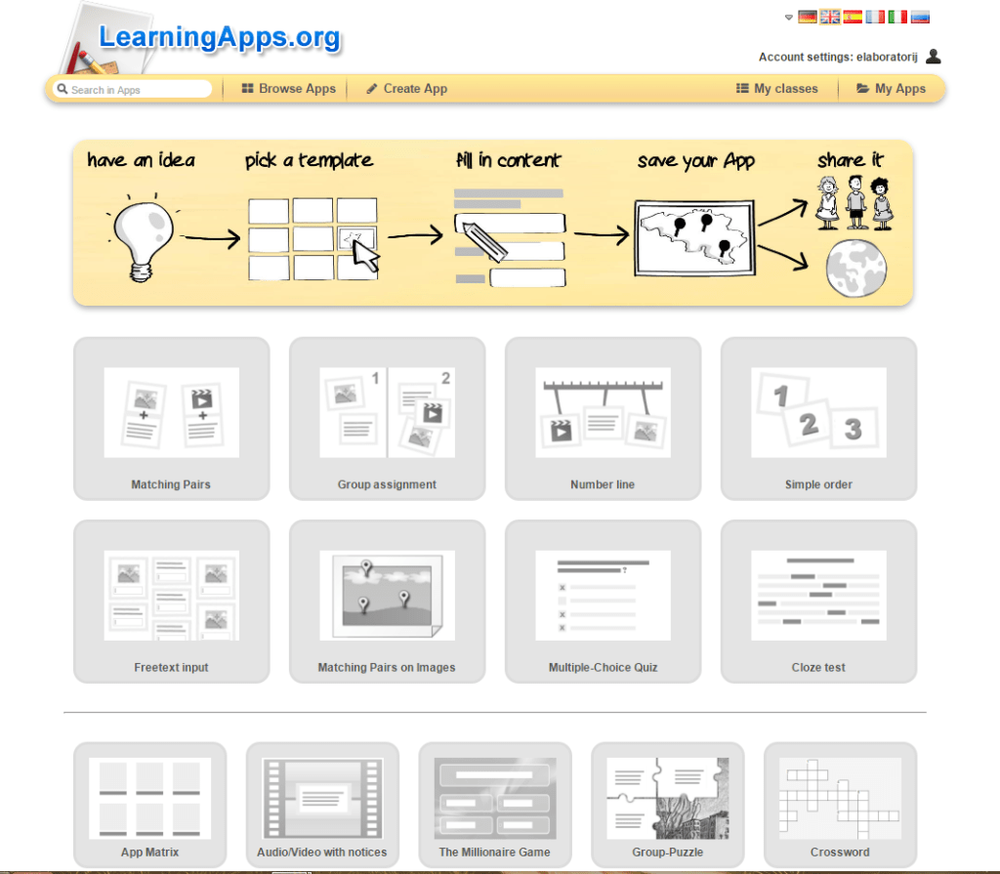 LearningApps.org
Account settings: elaboratorij
Search in Apps
Browse Apps
Create App
My classes
My Apps
have an idea
pick a template
fill in content
save your App
share it
1
2
1
2
3
Matching Pairs
Group assignment
Number line
Simple order
?
Freetext input
Matching Pairs on Images
Multiple-Choice Quiz
Cloze test
App Matrix
Audio/Video with notices
The Millionaire Game
Group-Puzzle
Crossword